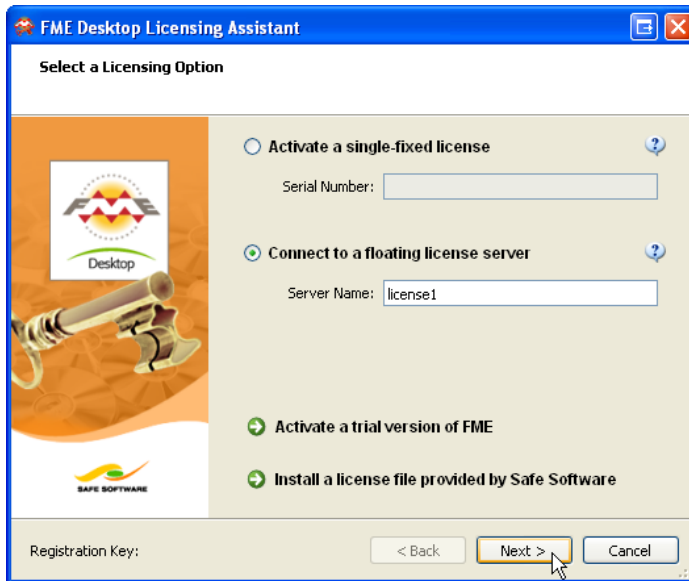 FME Desktop Licensing Assistant
Select a Licensing Option
Activate a single-fixed license
?
Serial Number:
FME
Desktop
Connect to a floating license server
?
Server Name: license1
Activate a trial version of FME
SAFE SOFTWARE
Install a license file provided by Safe Software
Registration Key:
< Back
Next >
Cancel